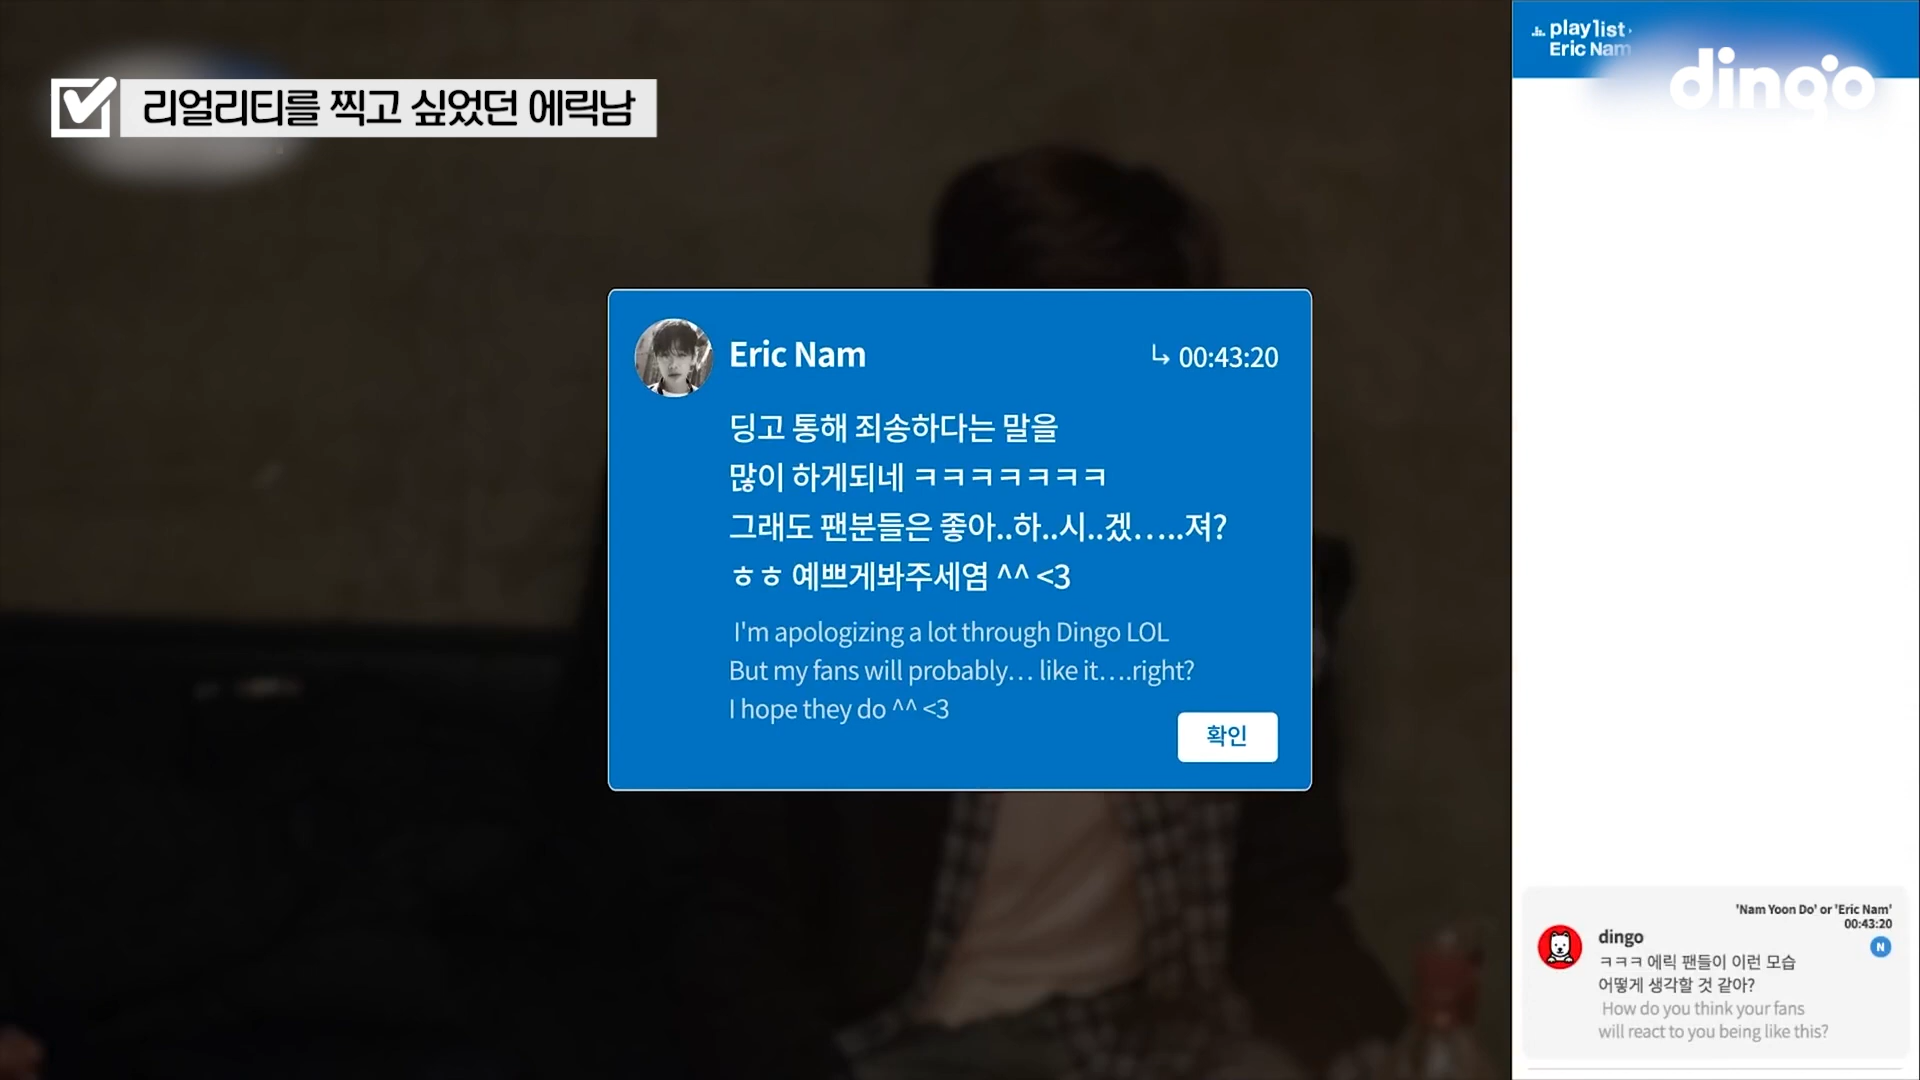 리얼리티를 찍고 싶었던 에릭남
playlist
Eric Nam
dingo
Eric Nam
↳ 00:43:20
딩고 통해 죄송하다는 말을
많이 하게되네 ㅋㅋㅋㅋㅋㅋㅋ
그래도 팬분들은 좋아..하..시..겠…..져?
ㅎㅎ 예쁘게봐주세염 ^^ <3
I'm apologizing a lot through Dingo LOL
But my fans will probably… like it….right?
I hope they do ^^ <3
확인
'Nam Yoon Do' or 'Eric Nam'
00:43:20
dingo
N
ㅋㅋㅋ 에릭 팬들이 이런 모습
어떻게 생각할 것 같아?
How do you think your fans
will react to you being like this?